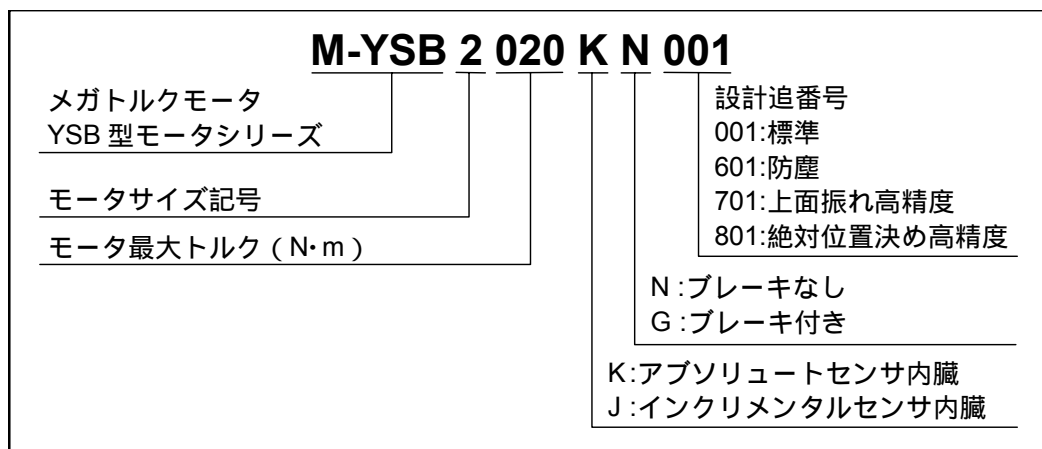 M-YSB 2 020 K N 001
メガトルクモータ
YSB 型モータシリーズ
モータサイズ記号
モータ最大トルク（N･m）
設計追番号
001:標準
601:防塵
701:上面振れ高精度
801:絶対位置決め高精度
N :ブレーキなし
G :ブレーキ付き
K:アブソリュートセンサ内臓
J :インクリメンタルセンサ内臓